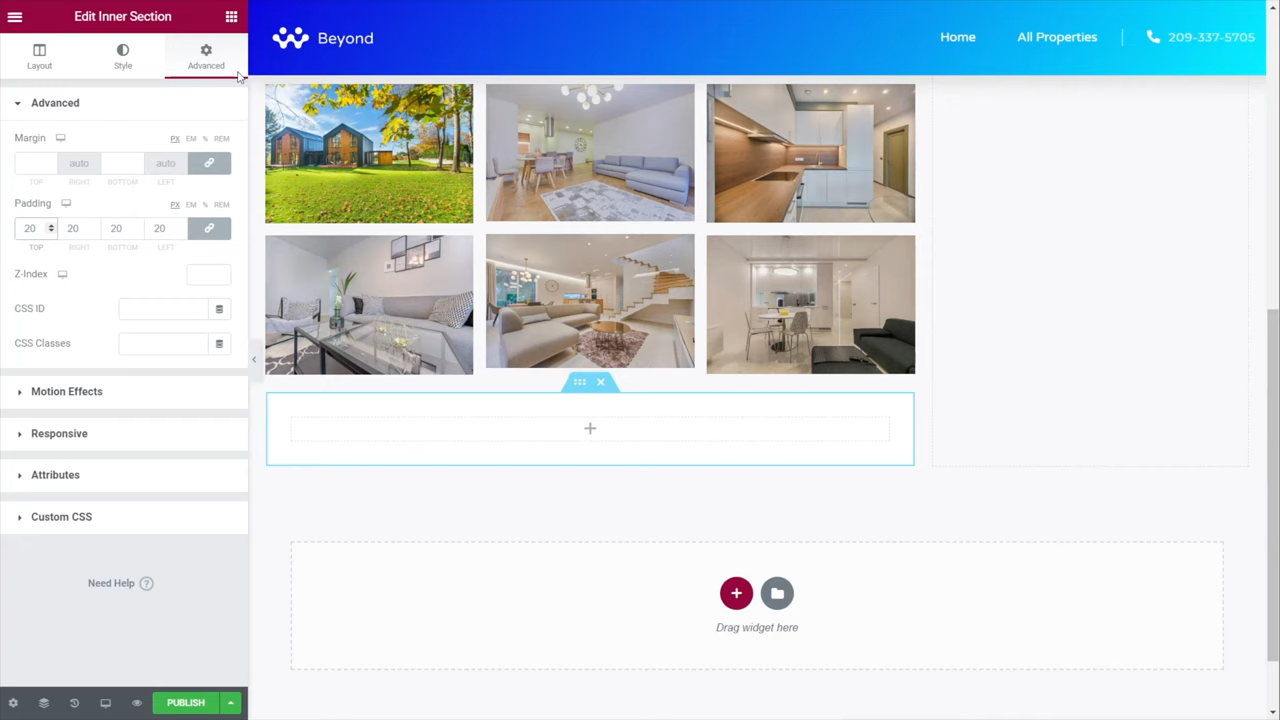 Edit Inner Section
Layout
Style
Advanced
Advanced
Margin
PX EM % REM
auto auto
TOP RIGHT BOTTOM LEFT
Padding
PX EM % REM
20 20 20 20
TOP RIGHT BOTTOM LEFT
Z-Index
CSS ID
CSS Classes
Motion Effects
Responsive
Attributes
Custom CSS
Need Help ?
PUBLISH
Beyond
Home
All Properties
209-337-5705
Drag widget here